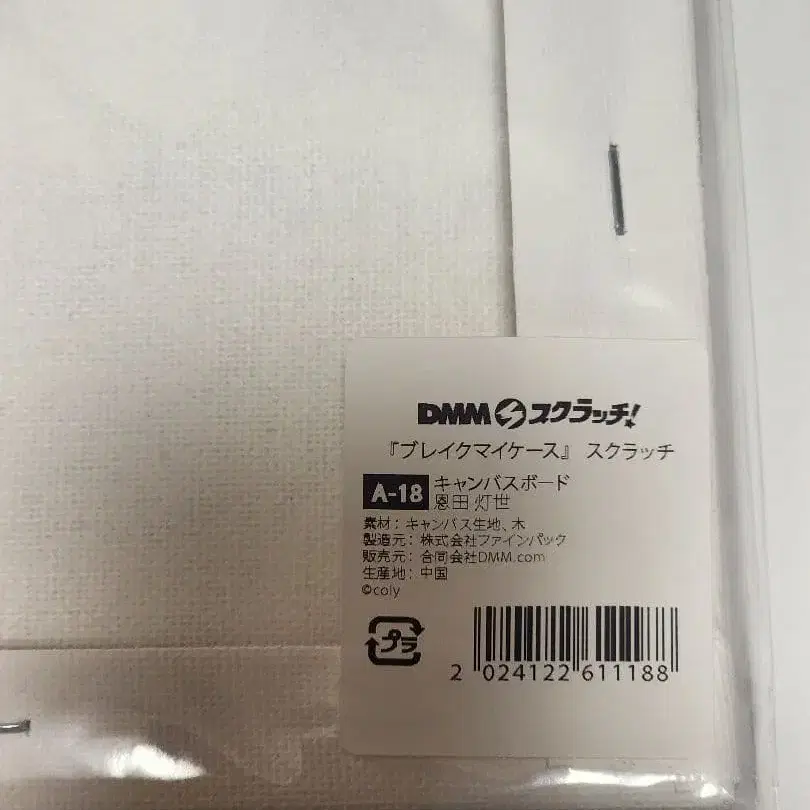 DMMスクラッチ!
『ブレイクマイケース』 スクラッチ
A-18 キャンバスボード
恩田 灯世
素材：キャンバス生地、木
製造元：株式会社ファインパック
販売元：合同会社DMM.com
生産地：中国
©coly
プラ
2 024122 611188